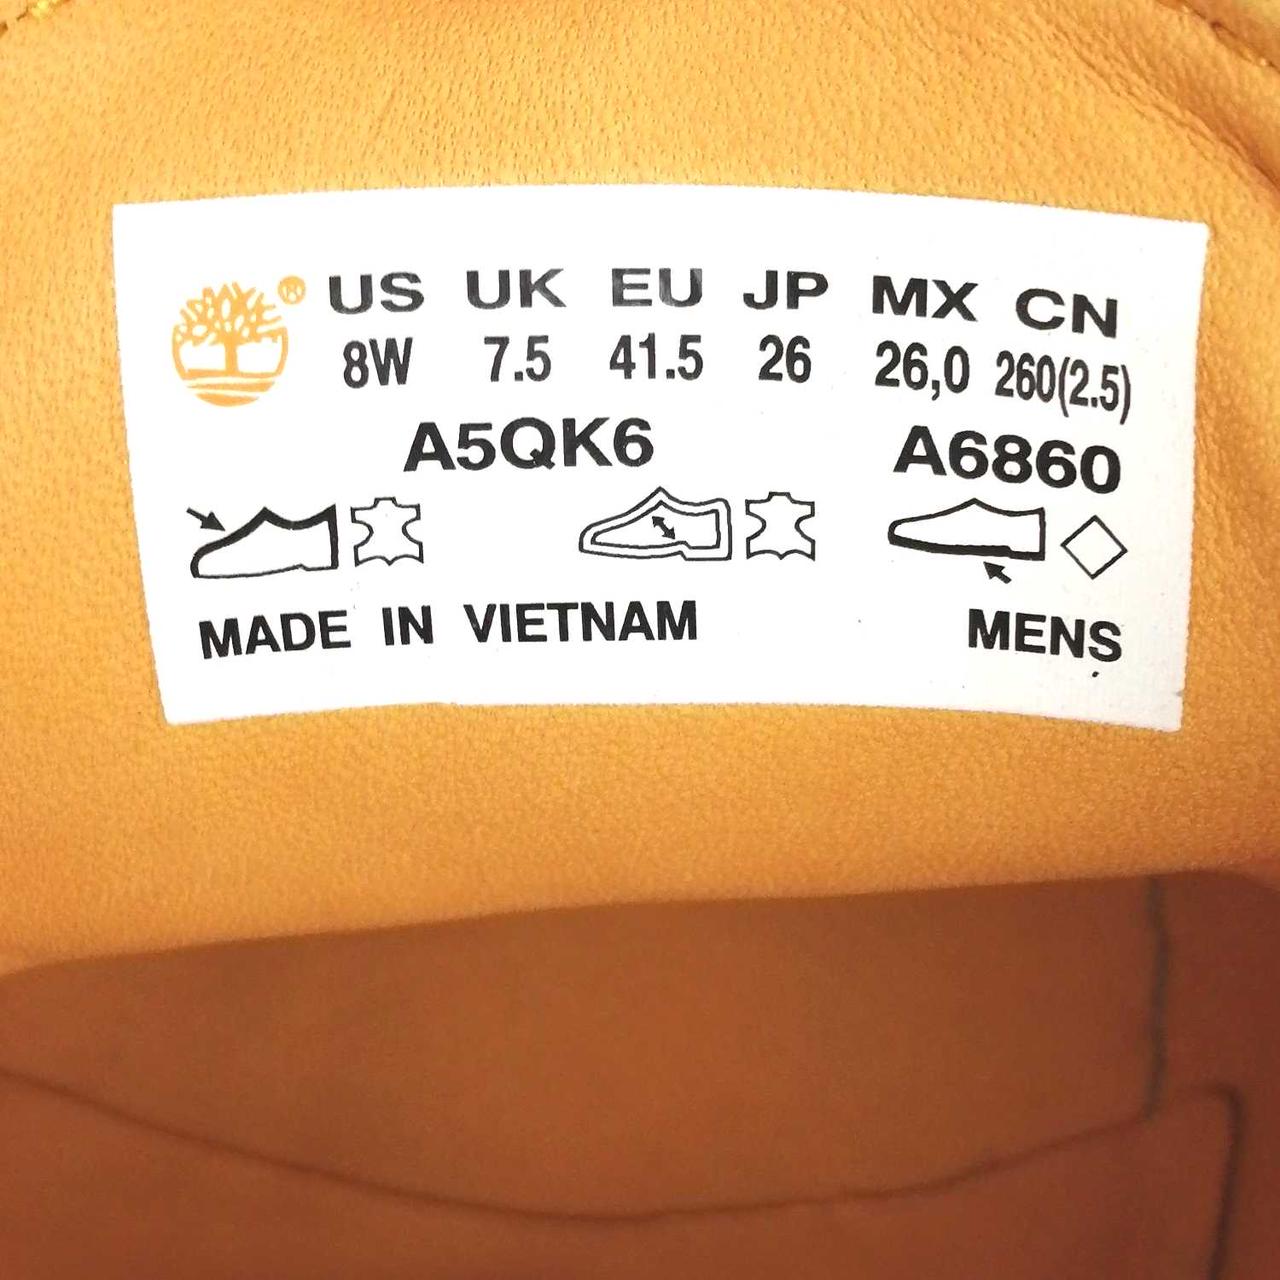 ® US UK EU JP MX CN
8W 7.5 41.5 26 26,0 260(2.5)
A5QK6 A6860
MADE IN VIETNAM MENS